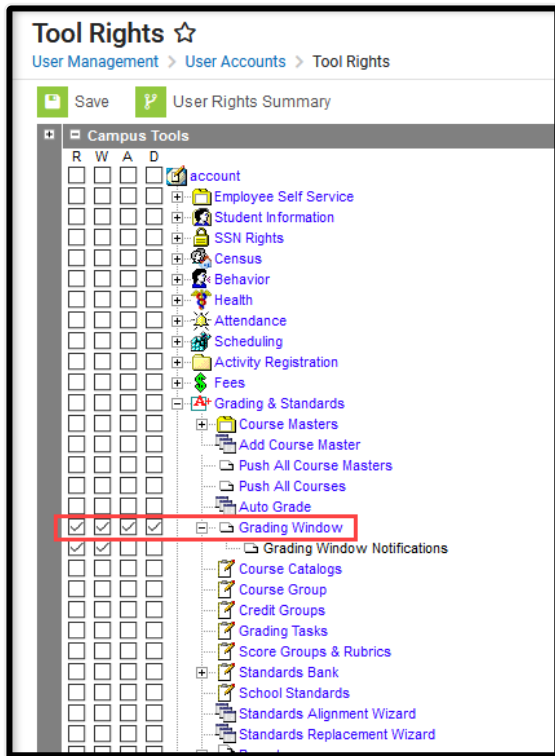 Tool Rights
User Management > User Accounts > Tool Rights
Save User Rights Summary
Campus Tools
R W A D
account
Employee Self Service
Student Information
SSN Rights
Census
Behavior
Health
Attendance
Scheduling
Activity Registration
Fees
Grading & Standards
Course Masters
Add Course Master
Push All Course Masters
Push All Courses
Auto Grade
Grading Window
Grading Window Notifications
Course Catalogs
Course Group
Credit Groups
Grading Tasks
Score Groups & Rubrics
Standards Bank
School Standards
Standards Alignment Wizard
Standards Replacement Wizard